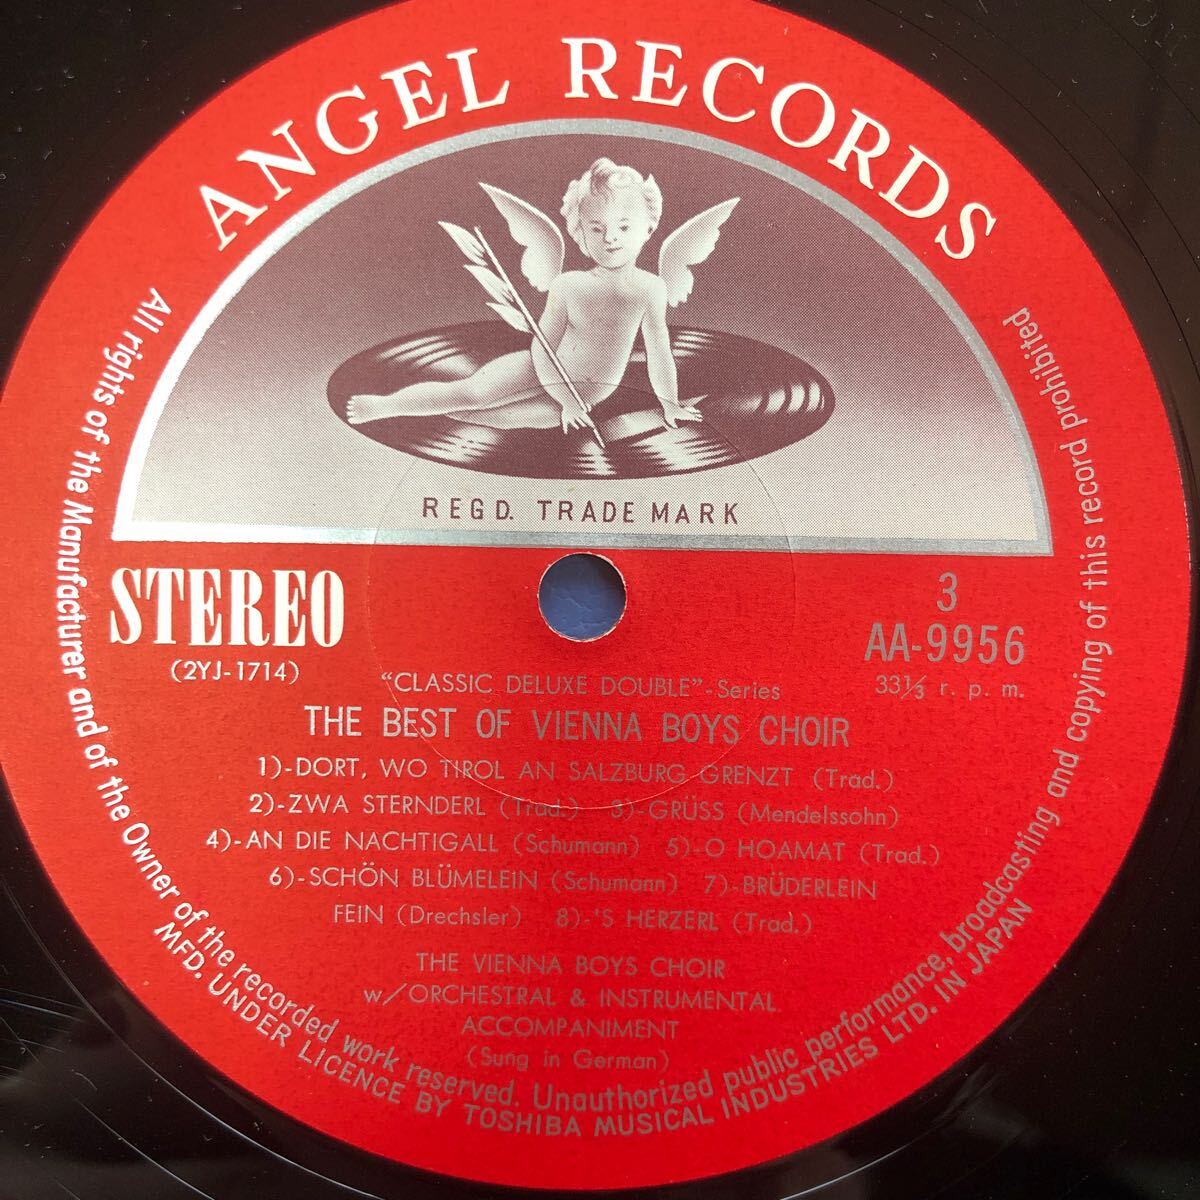 ANGEL RECORDS
REGD. TRADE MARK
STEREO
(2YJ-1714)
3
AA-9956
33⅓ r. p. m.
"CLASSIC DELUXE DOUBLE"-Series
THE BEST OF VIENNA BOYS CHOIR
1)-DORT, WO TIROL AN SALZBURG GRENZT (Trad.)
2)-ZWA STERNDERL (Trad.) 3)-GRÜSS (Mendelssohn)
4)-AN DIE NACHTIGALL (Schumann) 5)-O HOAMAT (Trad.)
6)-SCHÖN BLÜMELEIN (Schumann) 7)-BRÜDERLEIN
FEIN (Drechsler) 8)-'S HERZERL (Trad.)
THE VIENNA BOYS CHOIR
w/ORCHESTRAL & INSTRUMENTAL
ACCOMPANIMENT
(Sung in German)
All rights of the Manufacturer and of the Owner of the recorded work reserved. Unauthorized public performance, broadcasting and copying of this record prohibited
MFD. UNDER LICENCE BY TOSHIBA MUSICAL INDUSTRIES LTD. IN JAPAN